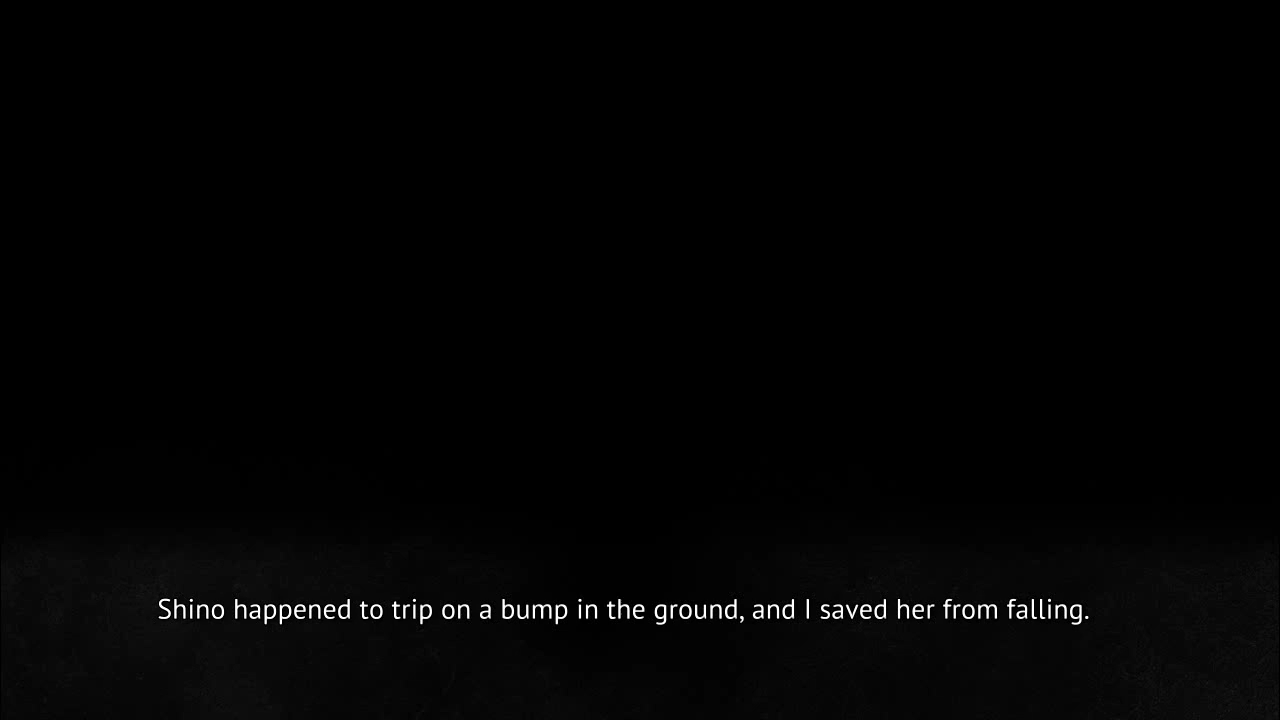 Shino happened to trip on a bump in the ground, and I saved her from falling.